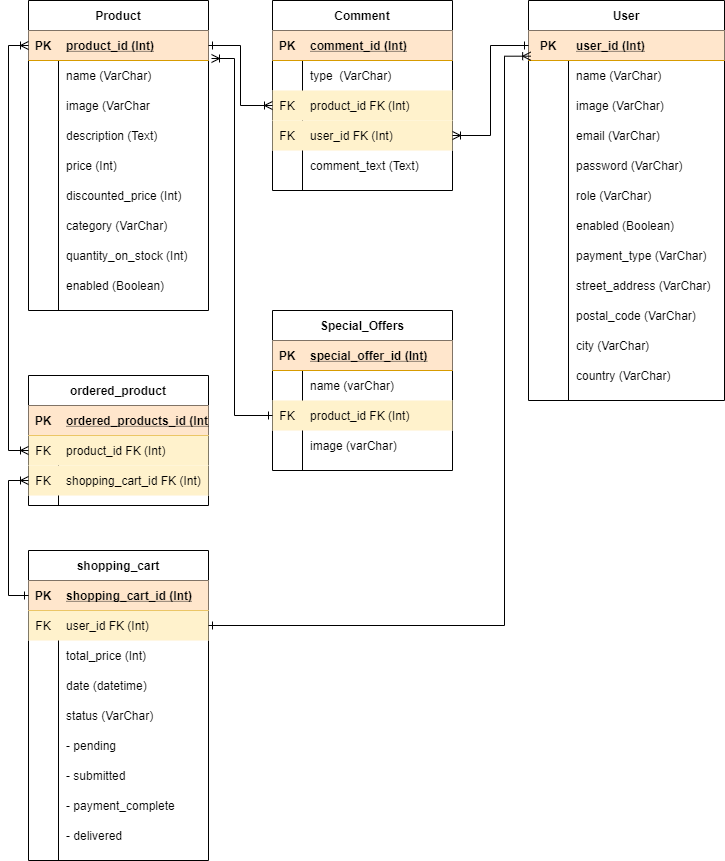 Product
PK product_id (Int)
name (VarChar)
image (VarChar
description (Text)
price (Int)
discounted_price (Int)
category (VarChar)
quantity_on_stock (Int)
enabled (Boolean)
Comment
PK comment_id (Int)
type (VarChar)
FK product_id FK (Int)
FK user_id FK (Int)
comment_text (Text)
User
PK user_id (Int)
name (VarChar)
image (VarChar)
email (VarChar)
password (VarChar)
role (VarChar)
enabled (Boolean)
payment_type (VarChar)
street_address (VarChar)
postal_code (VarChar)
city (VarChar)
country (VarChar)
Special_Offers
PK special_offer_id (Int)
name (varChar)
FK product_id FK (Int)
image (varChar)
ordered_product
PK ordered_products_id (Int
FK product_id FK (Int)
FK shopping_cart_id FK (Int)
shopping_cart
PK shopping_cart_id (Int)
FK user_id FK (Int)
total_price (Int)
date (datetime)
status (VarChar)
- pending
- submitted
- payment_complete
- delivered